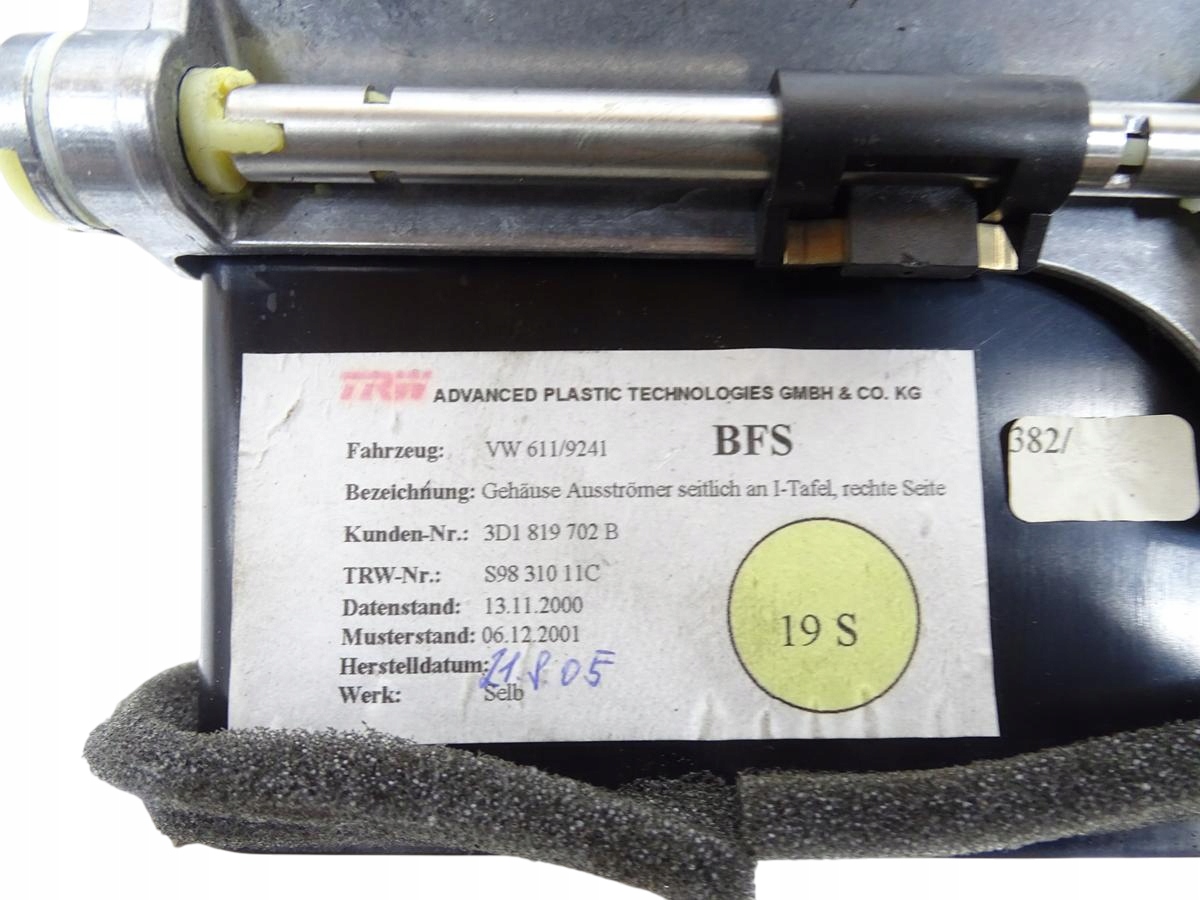 TRW ADVANCED PLASTIC TECHNOLOGIES GMBH & CO. KG
Fahrzeug: VW 611/9241 BFS
Bezeichnung: Gehäuse Ausströmer seitlich an I-Tafel, rechte Seite
Kunden-Nr.: 3D1 819 702 B
TRW-Nr.: S98 310 11C
Datenstand: 13.11.2000
Musterstand: 06.12.2001
Herstelldatum: 21.8.05
Werk: Selb
19 S
382/